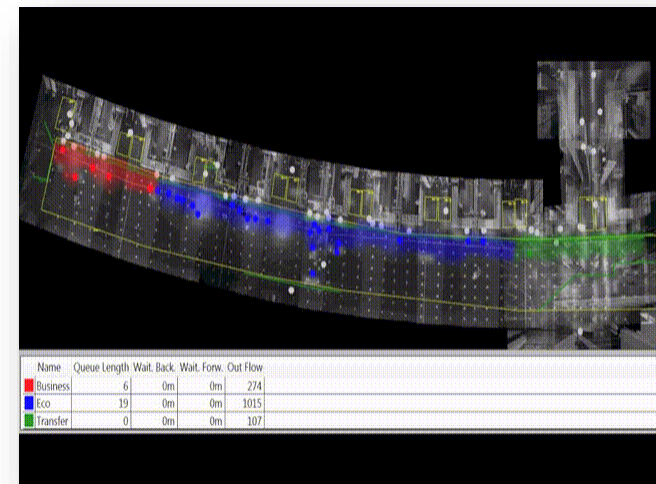 Name Queue Length Wait. Back. Wait. Forw. Out Flow
Business 6 0m 0m 274
Eco 19 0m 0m 1015
Transfer 0 0m 0m 107